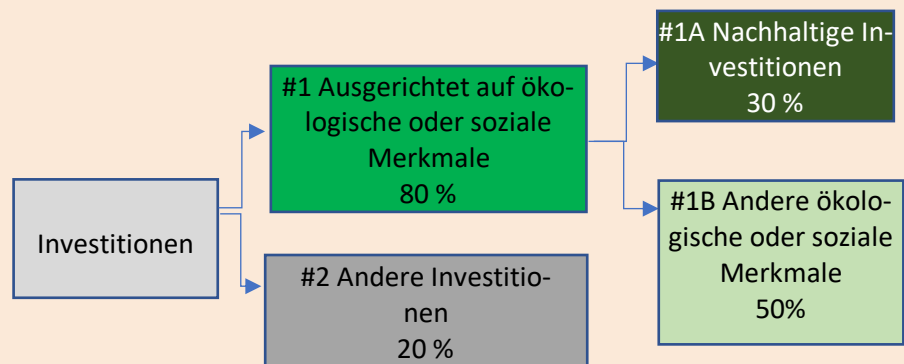 Investitionen
#1 Ausgerichtet auf öko-
logische oder soziale
Merkmale
80 %
#2 Andere Investitio-
nen
20 %
#1A Nachhaltige In-
vestitionen
30 %
#1B Andere ökolo-
gische oder soziale
Merkmale
50%